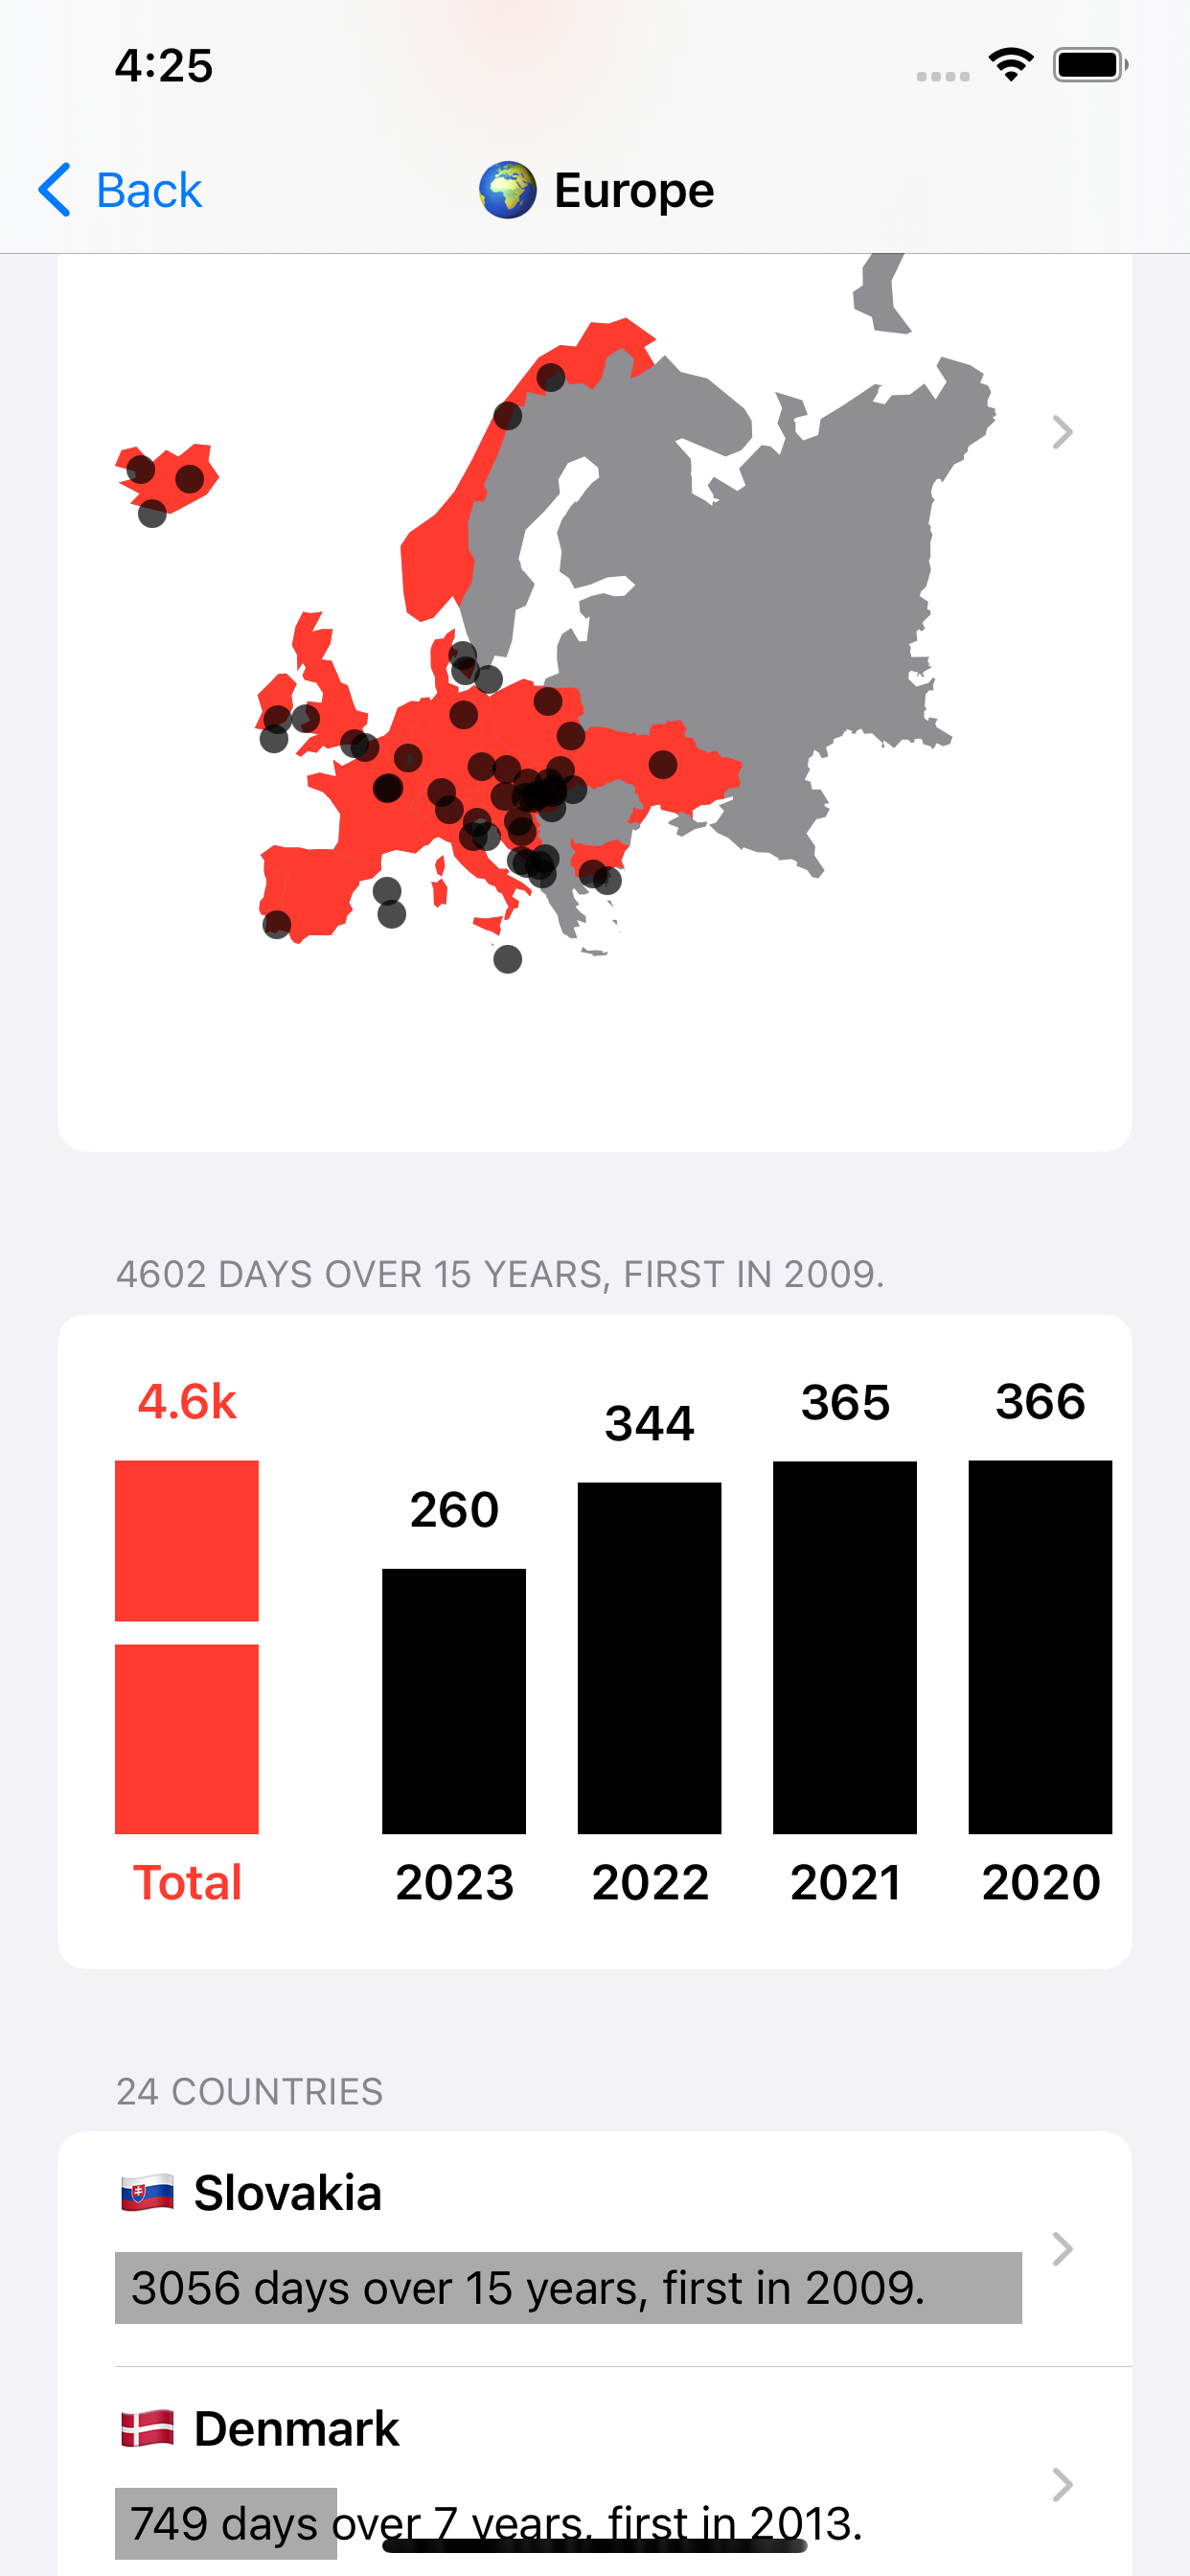 4:25
Back
Europe
4602 DAYS OVER 15 YEARS, FIRST IN 2009.
4.6k
260
344
365
366
Total
2023
2022
2021
2020
24 COUNTRIES
Slovakia
3056 days over 15 years, first in 2009.
Denmark
749 days over 7 years, first in 2013.